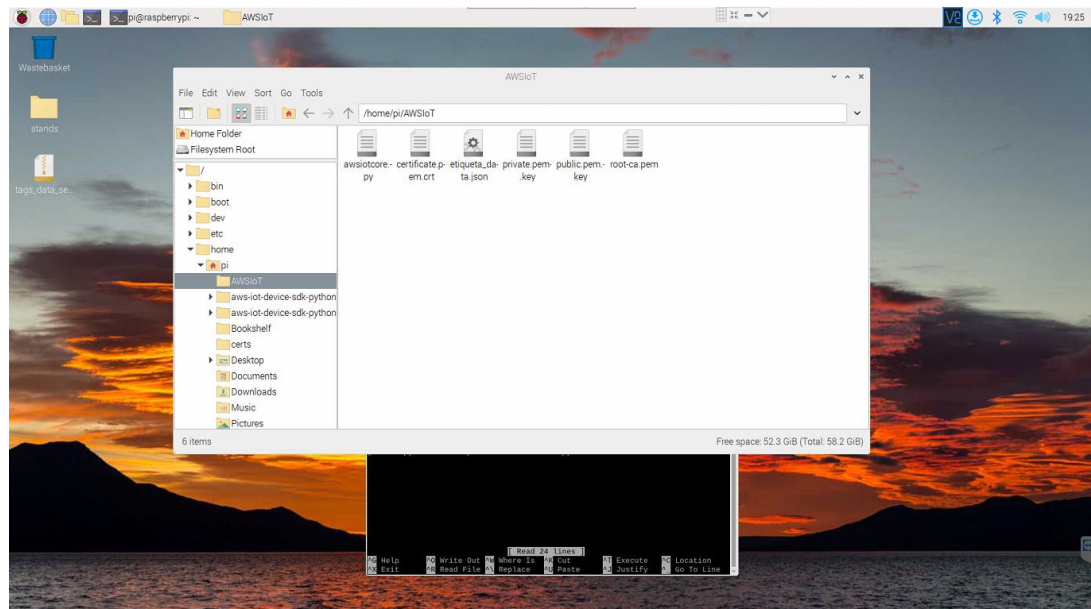 pi@raspberrypi: ~
AWSIoT
19:25
Wastebasket
stands
tags_data_se...
AWSIoT
File Edit View Sort Go Tools
/home/pi/AWSIoT
Home Folder
Filesystem Root
/
bin
boot
dev
etc
home
pi
AWSIoT
aws-iot-device-sdk-python
aws-iot-device-sdk-python
Bookshelf
certs
Desktop
Documents
Downloads
Music
Pictures
awsiotcore.- certificate.p- etiqueta_da- private.pem- public.pem.- root-ca.pem
py em.crt ta.json .key key
6 items
Free space: 52.3 GiB (Total: 58.2 GiB)
[ Read 24 lines ]
^G Help ^O Write Out ^W Where Is ^K Cut ^T Execute ^C Location
^X Exit ^R Read File ^\ Replace ^U Paste ^J Justify ^_ Go To Line